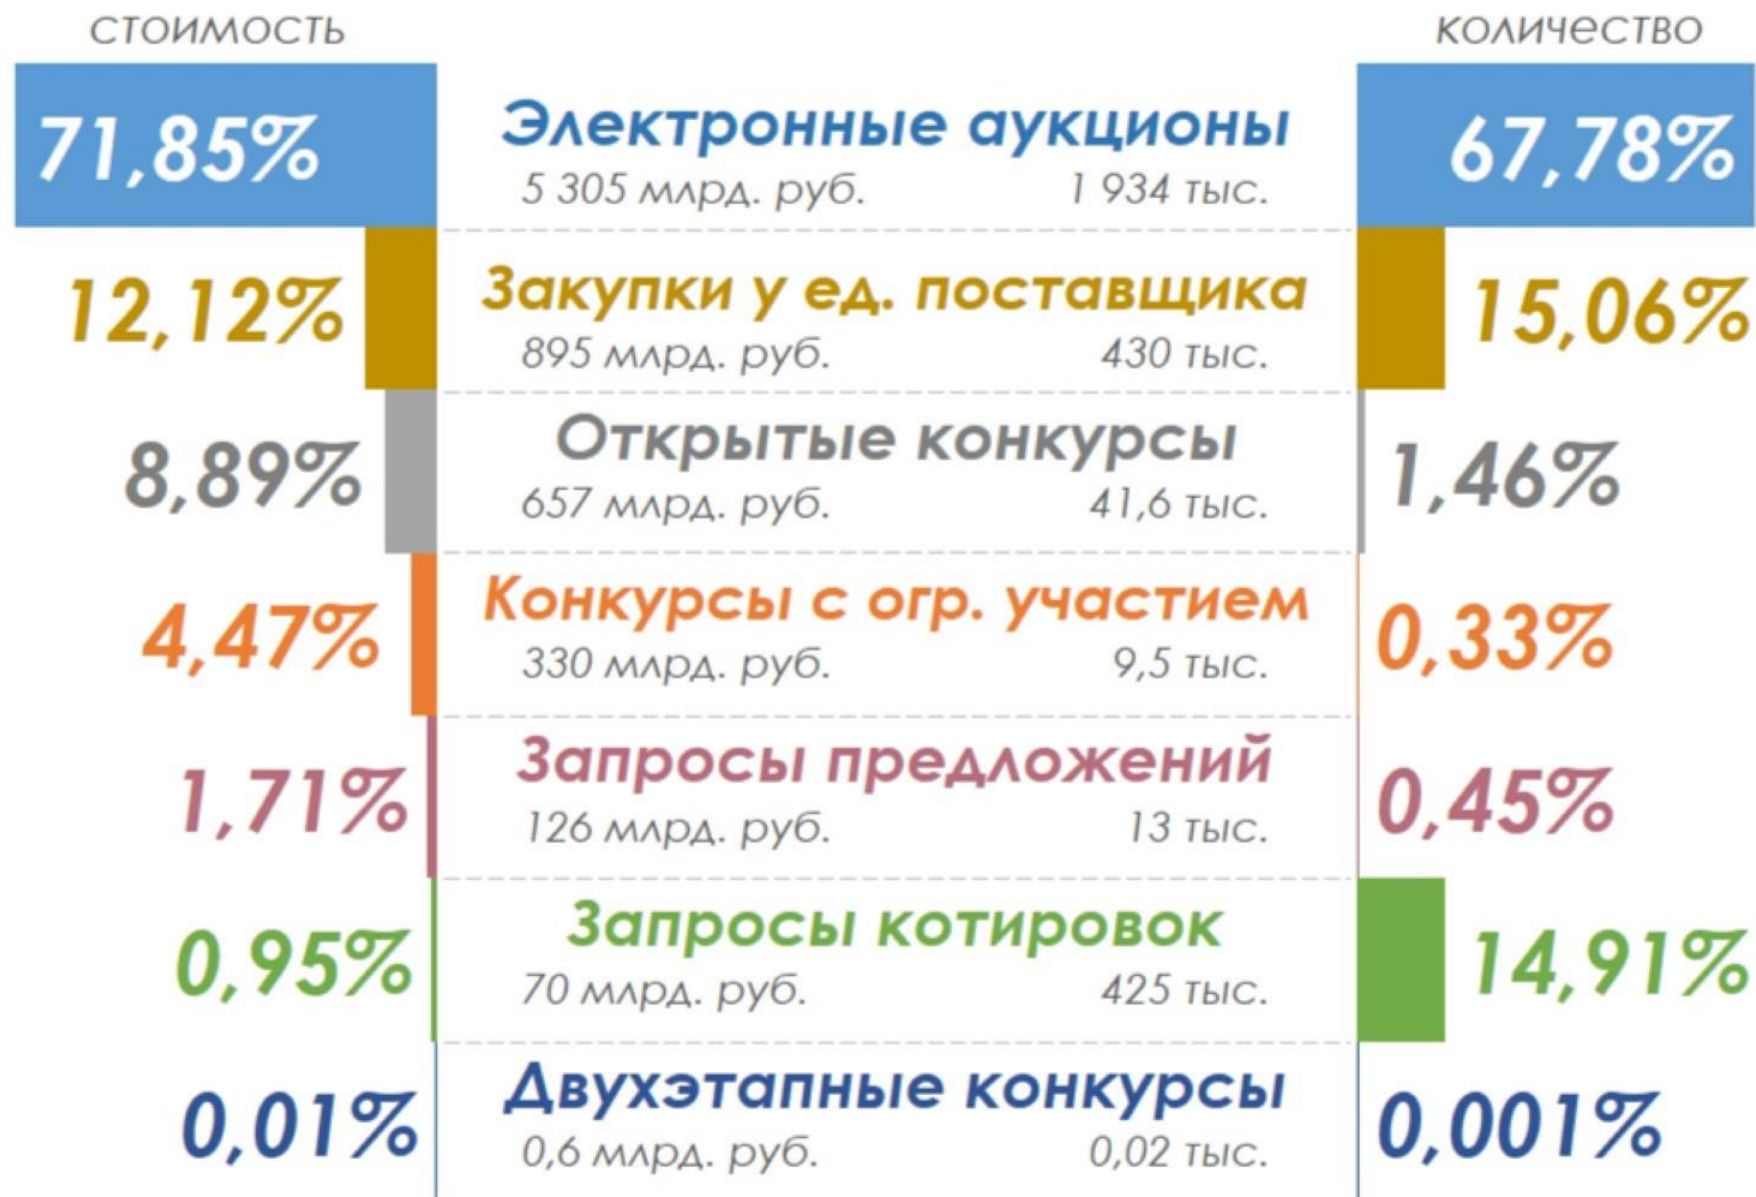 стоимость количество
71,85% Электронные аукционы 67,78%
5 305 млрд. руб. 1 934 тыс.
12,12% Закупки у ед. поставщика 15,06%
895 млрд. руб. 430 тыс.
8,89% Открытые конкурсы 1,46%
657 млрд. руб. 41,6 тыс.
4,47% Конкурсы с огр. участием 0,33%
330 млрд. руб. 9,5 тыс.
1,71% Запросы предложений 0,45%
126 млрд. руб. 13 тыс.
0,95% Запросы котировок 14,91%
70 млрд. руб. 425 тыс.
0,01% Двухэтапные конкурсы 0,001%
0,6 млрд. руб. 0,02 тыс.